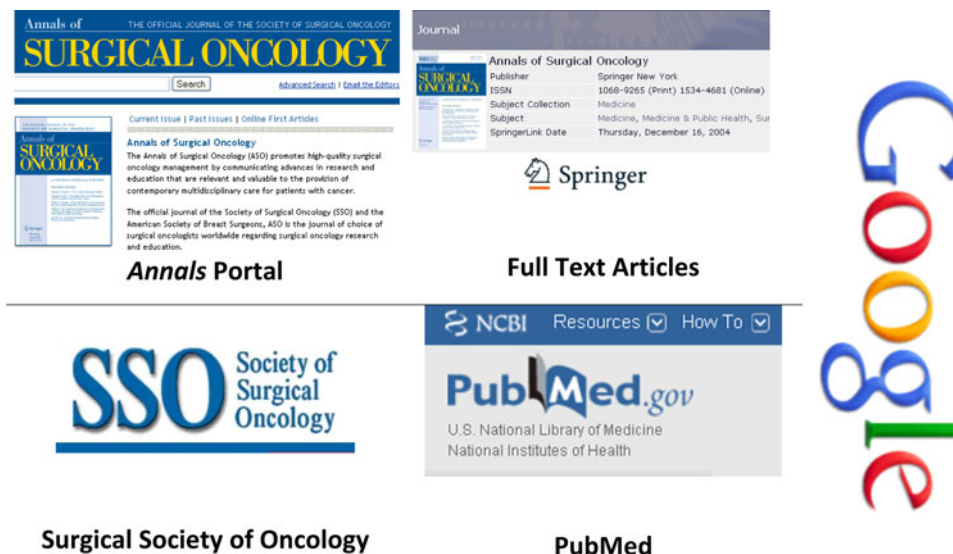 Annals of
THE OFFICIAL JOURNAL OF THE SOCIETY OF SURGICAL ONCOLOGY
SURGICAL ONCOLOGY
Search
Advanced Search | Email the Editors
Current Issue | Past Issues | Online First Articles
Annals of
SURGICAL
ONCOLOGY
Annals of Surgical Oncology
The Annals of Surgical Oncology (ASO) promotes high-quality surgical
oncology management by communicating advances in research and
education that are relevant and valuable to the provision of
contemporary multidisciplinary care for patients with cancer.
The official journal of the Society of Surgical Oncology (SSO) and the
American Society of Breast Surgeons, ASO is the journal of choice of
surgical oncologists worldwide regarding surgical oncology research
and education.
Annals Portal
Journal
SURGICAL
ONCOLOGY
Annals of Surgical Oncology
Publisher Springer New York
ISSN 1068-9265 (Print) 1534-4681 (Online)
Subject Collection Medicine
Subject Medicine, Medicine & Public Health, Sur
SpringerLink Date Thursday, December 16, 2004
Springer
Full Text Articles
SSO
Society of
Surgical
Oncology
Surgical Society of Oncology
NCBI Resources How To
PubMed.gov
U.S. National Library of Medicine
National Institutes of Health
PubMed
Google